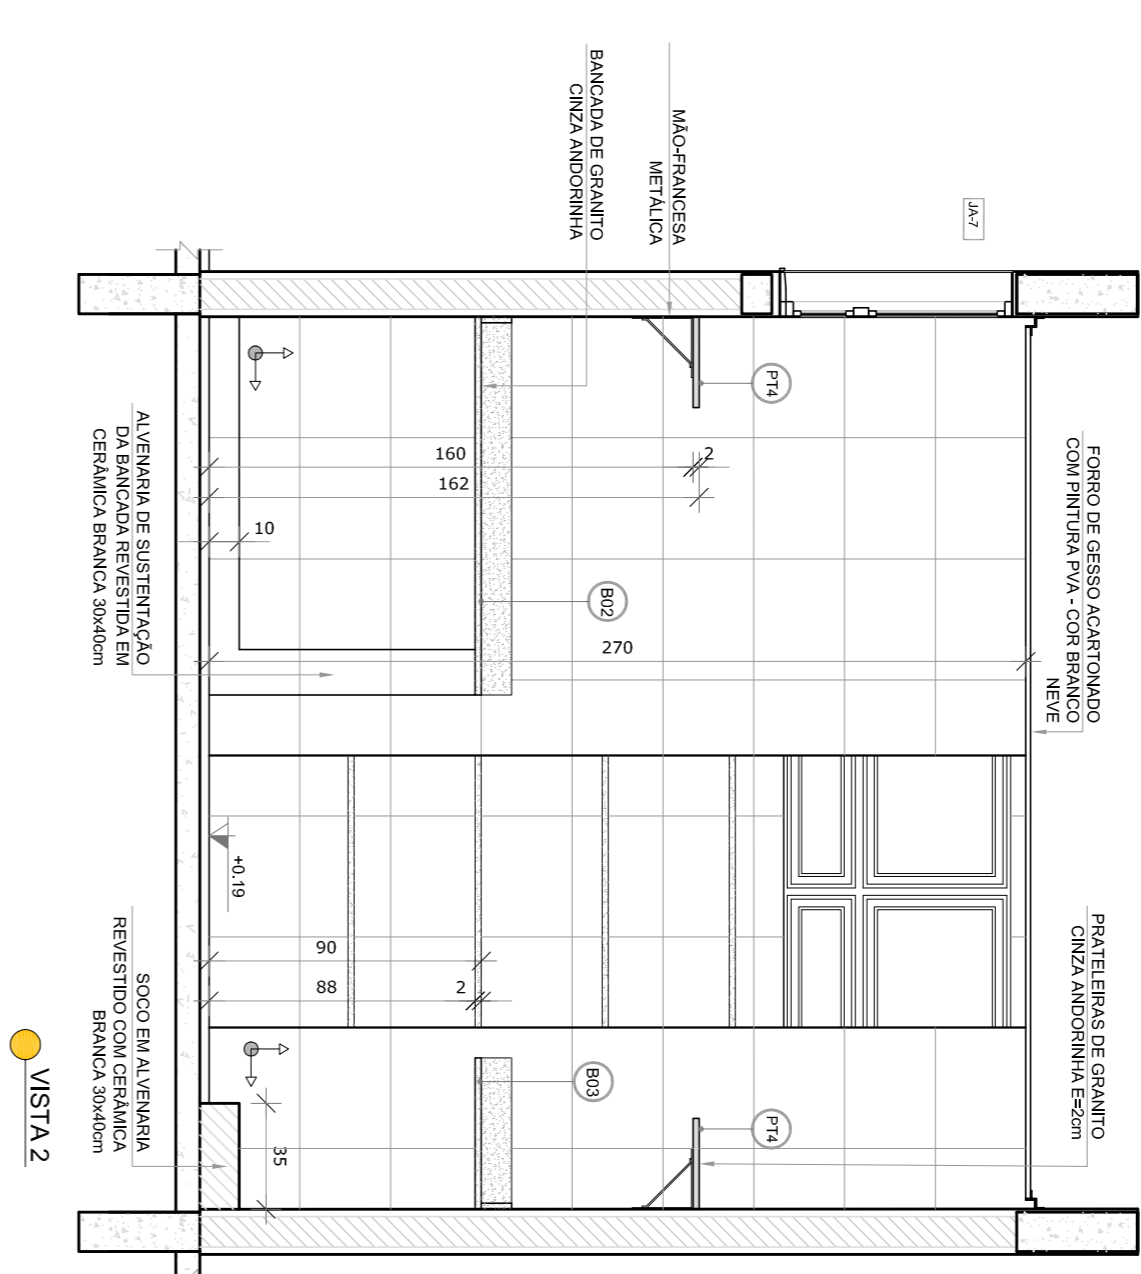 JA-7
MÃO-FRANCESA
METÁLICA
BANCADA DE GRANITO
CINZA ANDORINHA
FORRO DE GESSO ACARTONADO
COM PINTURA PVA - COR BRANCO
NEVE
PRATELEIRAS DE GRANITO
CINZA ANDORINHA E=2cm
PT4
PT4
2
160
162
10
B02
270
B03
+0.19
90
88
2
35
ALVENARIA DE SUSTENTAÇÃO
DA BANCADA REVESTIDA EM
CERÂMICA BRANCA 30x40cm
SOCO EM ALVENARIA
REVESTIDO COM CERÂMICA
BRANCA 30x40cm
VISTA 2